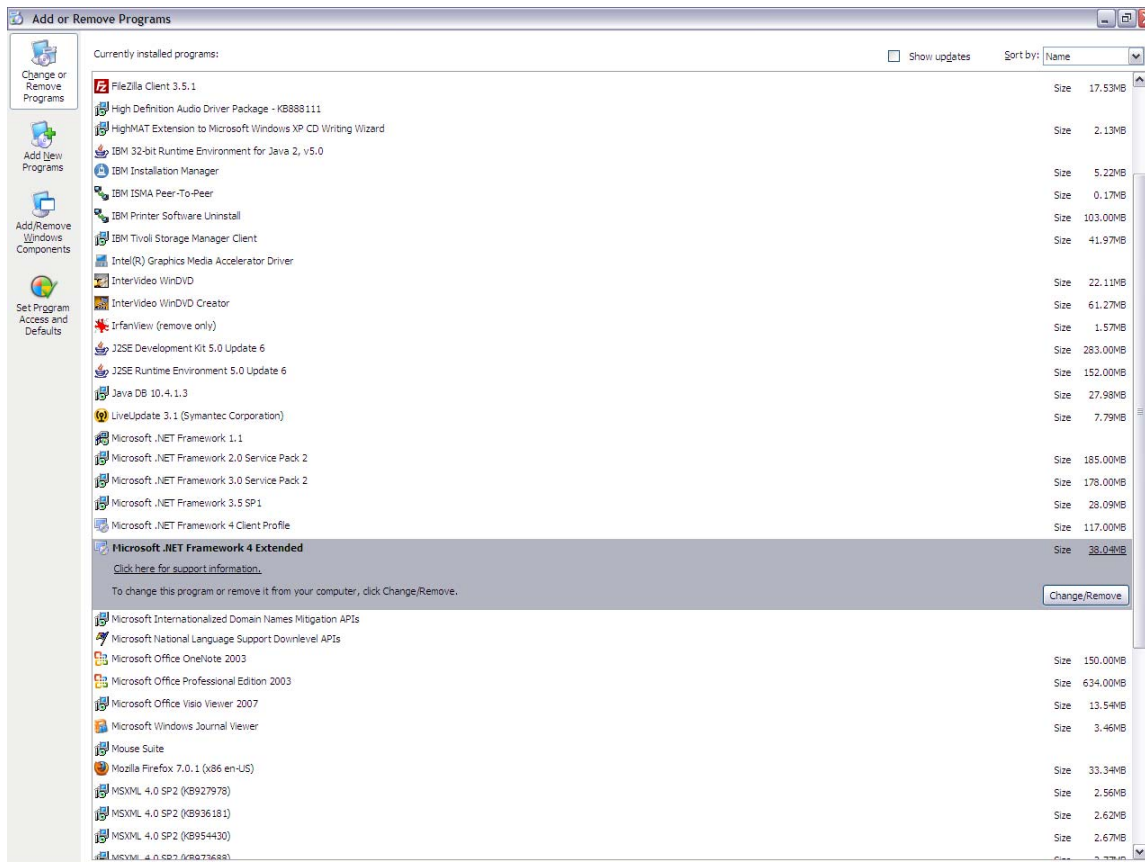 Add or Remove Programs
Change or
Remove
Programs
Add New
Programs
Add/Remove
Windows
Components
Set Program
Access and
Defaults
Currently installed programs:
Show updates
Sort by: Name
FileZilla Client 3.5.1 Size 17.53MB
High Definition Audio Driver Package - KB888111
HighMAT Extension to Microsoft Windows XP CD Writing Wizard Size 2.13MB
IBM 32-bit Runtime Environment for Java 2, v5.0
IBM Installation Manager Size 5.22MB
IBM ISMA Peer-To-Peer Size 0.17MB
IBM Printer Software Uninstall Size 103.00MB
IBM Tivoli Storage Manager Client Size 41.97MB
Intel(R) Graphics Media Accelerator Driver
InterVideo WinDVD Size 22.11MB
InterVideo WinDVD Creator Size 61.27MB
IrfanView (remove only) Size 1.57MB
J2SE Development Kit 5.0 Update 6 Size 283.00MB
J2SE Runtime Environment 5.0 Update 6 Size 152.00MB
Java DB 10.4.1.3 Size 27.98MB
LiveUpdate 3.1 (Symantec Corporation) Size 7.79MB
Microsoft .NET Framework 1.1
Microsoft .NET Framework 2.0 Service Pack 2 Size 185.00MB
Microsoft .NET Framework 3.0 Service Pack 2 Size 178.00MB
Microsoft .NET Framework 3.5 SP1 Size 28.09MB
Microsoft .NET Framework 4 Client Profile Size 117.00MB
Microsoft .NET Framework 4 Extended Size 38.04MB
Click here for support information.
To change this program or remove it from your computer, click Change/Remove.
Change/Remove
Microsoft Internationalized Domain Names Mitigation APIs
Microsoft National Language Support Downlevel APIs
Microsoft Office OneNote 2003 Size 150.00MB
Microsoft Office Professional Edition 2003 Size 634.00MB
Microsoft Office Visio Viewer 2007 Size 13.54MB
Microsoft Windows Journal Viewer Size 3.46MB
Mouse Suite
Mozilla Firefox 7.0.1 (x86 en-US) Size 33.34MB
MSXML 4.0 SP2 (KB927978) Size 2.56MB
MSXML 4.0 SP2 (KB936181) Size 2.62MB
MSXML 4.0 SP2 (KB954430) Size 2.67MB
MSXML 4.0 SP2 (KB973688) Size